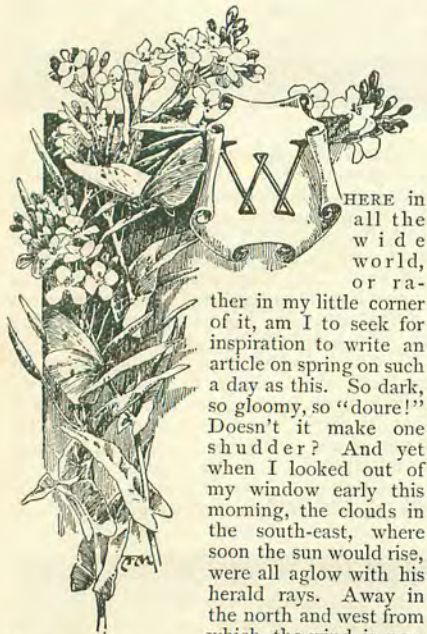 WHERE in
all the
wide
world,
or ra-
ther in my little corner
of it, am I to seek for
inspiration to write an
article on spring on such
a day as this. So dark,
so gloomy, so “doure!”
Doesn't it make one
shudder? And yet
when I looked out of
my window early this
morning, the clouds in
the south-east, where
soon the sun would rise,
were all aglow with his
herald rays. Away in
the north and west from
which the wind